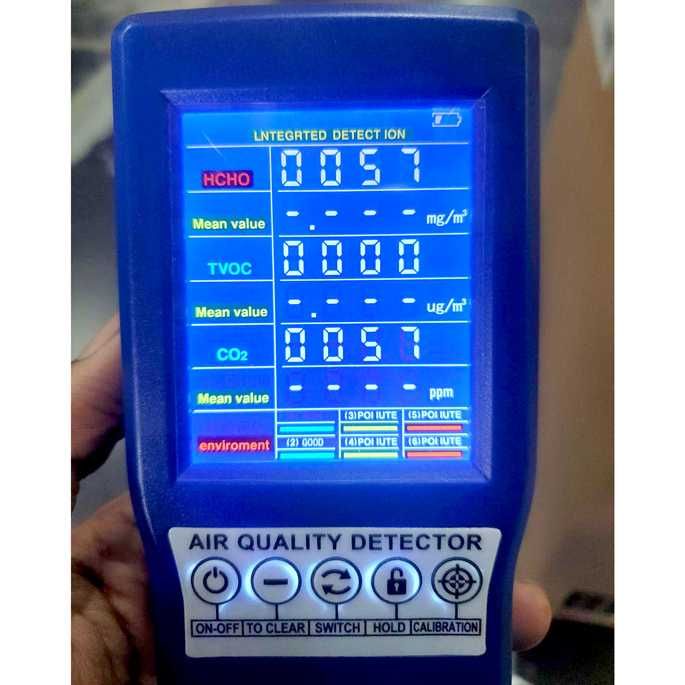 LNTEGRTED DETECT ION
HCHO 0057
Mean value -.--- mg/m³
TVOC 0000
Mean value -.--- ug/m³
CO₂ 0057
Mean value ---- ppm
(3)POI IUTE (5)POI IUTE
enviroment (2) GOOD (4)POI IUTE (6)POI IUTE
AIR QUALITY DETECTOR
ON-OFF TO CLEAR SWITCH HOLD CALIBRATION